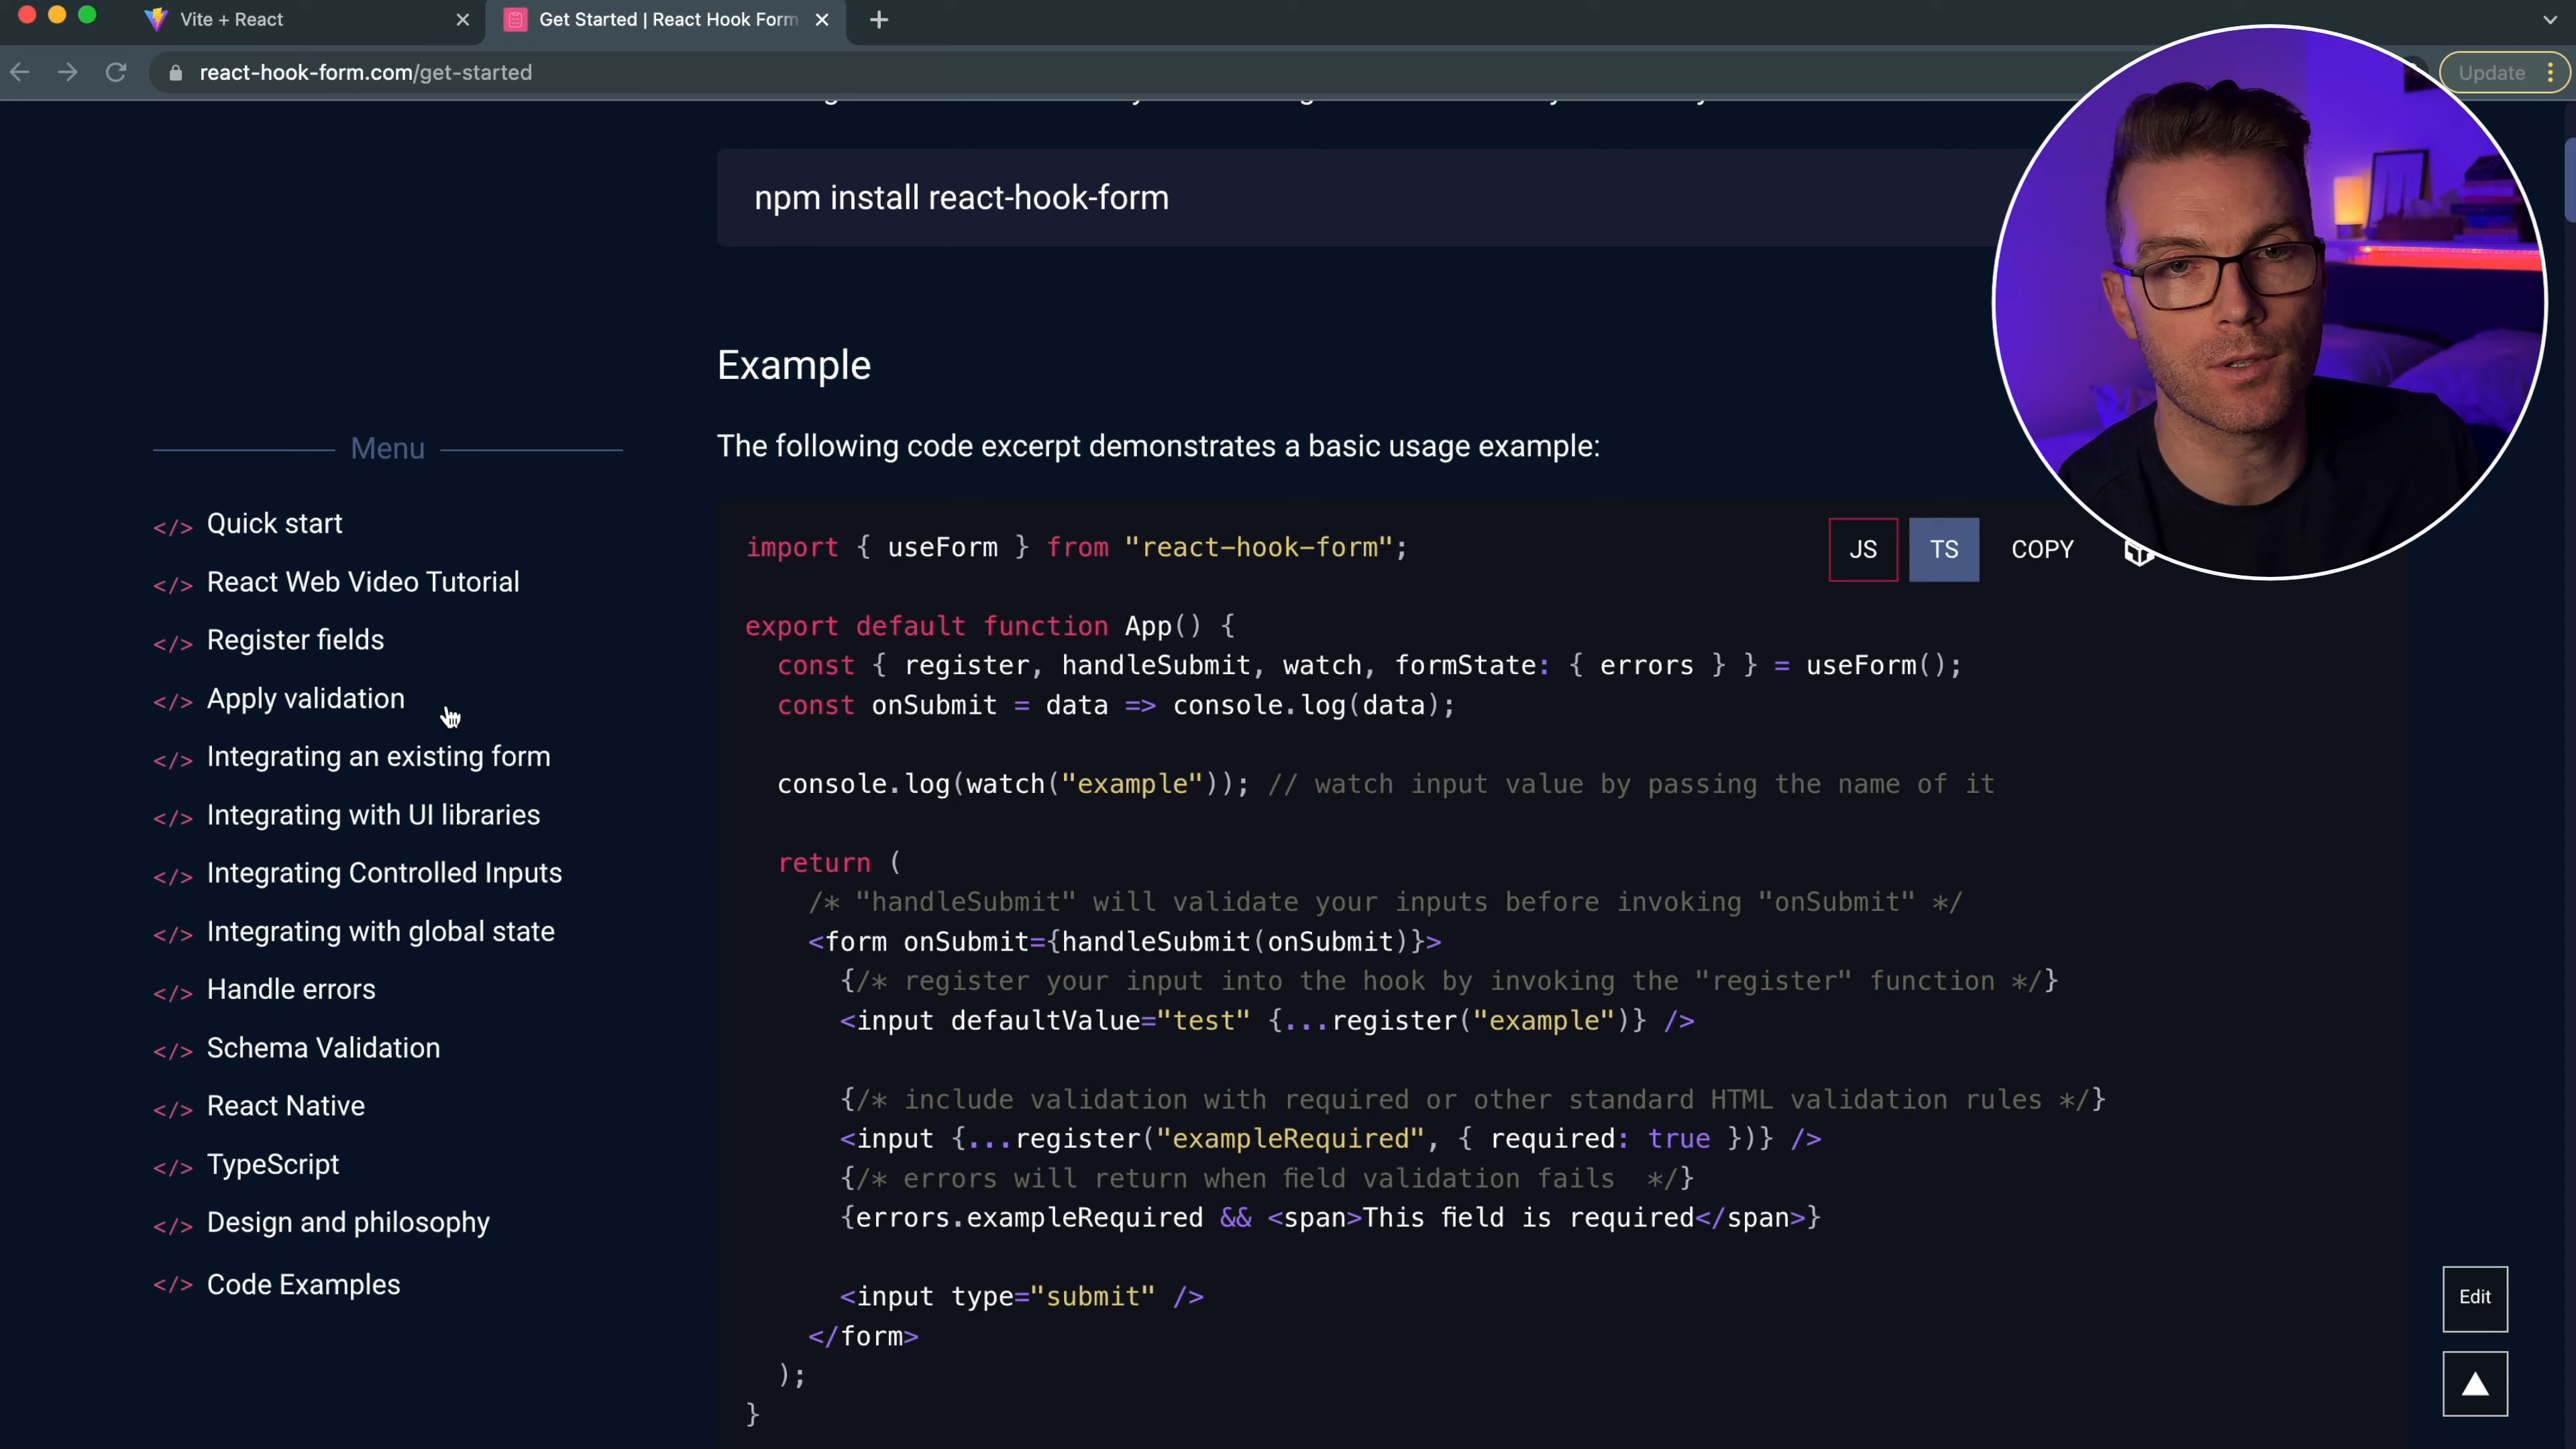 Vite + React
Get Started | React Hook Form
react-hook-form.com/get-started
Update
npm install react-hook-form
Example
The following code excerpt demonstrates a basic usage example:
Menu
</> Quick start
</> React Web Video Tutorial
</> Register fields
</> Apply validation
</> Integrating an existing form
</> Integrating with UI libraries
</> Integrating Controlled Inputs
</> Integrating with global state
</> Handle errors
</> Schema Validation
</> React Native
</> TypeScript
</> Design and philosophy
</> Code Examples
JS TS COPY
import { useForm } from "react-hook-form";
export default function App() {
const { register, handleSubmit, watch, formState: { errors } } = useForm();
const onSubmit = data => console.log(data);
console.log(watch("example")); // watch input value by passing the name of it
return (
/* "handleSubmit" will validate your inputs before invoking "onSubmit" */
<form onSubmit={handleSubmit(onSubmit)}>
{/* register your input into the hook by invoking the "register" function */}
<input defaultValue="test" {...register("example")} />
{/* include validation with required or other standard HTML validation rules */}
<input {...register("exampleRequired", { required: true })} />
{/* errors will return when field validation fails  */}
{errors.exampleRequired && <span>This field is required</span>}
<input type="submit" />
</form>
);
}
Edit